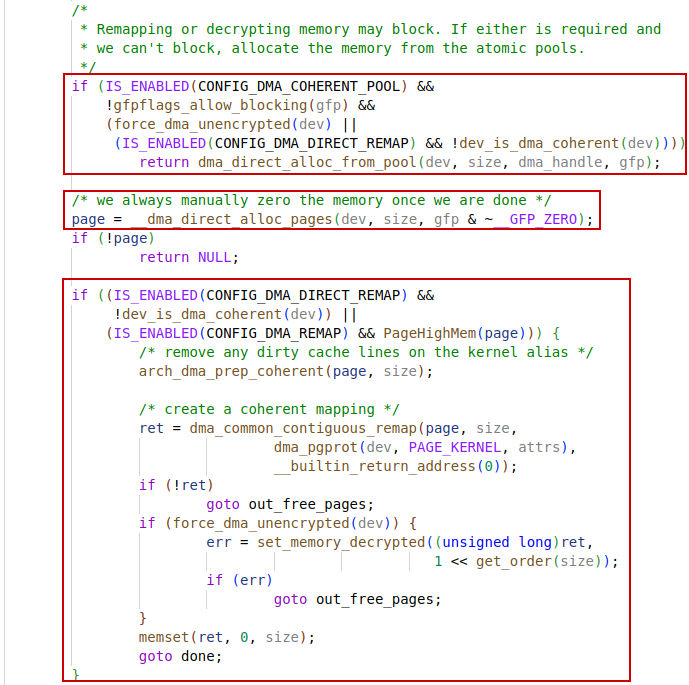 /*
 * Remapping or decrypting memory may block. If either is required and
 * we can't block, allocate the memory from the atomic pools.
 */
if (IS_ENABLED(CONFIG_DMA_COHERENT_POOL) &&
    !gfpflags_allow_blocking(gfp) &&
    (force_dma_unencrypted(dev) ||
     (IS_ENABLED(CONFIG_DMA_DIRECT_REMAP) && !dev_is_dma_coherent(dev))))
        return dma_direct_alloc_from_pool(dev, size, dma_handle, gfp);

/* we always manually zero the memory once we are done */
page = __dma_direct_alloc_pages(dev, size, gfp & ~__GFP_ZERO);
if (!page)
        return NULL;

if ((IS_ENABLED(CONFIG_DMA_DIRECT_REMAP) &&
     !dev_is_dma_coherent(dev)) ||
    (IS_ENABLED(CONFIG_DMA_REMAP) && PageHighMem(page))) {
        /* remove any dirty cache lines on the kernel alias */
        arch_dma_prep_coherent(page, size);

        /* create a coherent mapping */
        ret = dma_common_contiguous_remap(page, size,
                        dma_pgprot(dev, PAGE_KERNEL, attrs),
                        __builtin_return_address(0));
        if (!ret)
                goto out_free_pages;
        if (force_dma_unencrypted(dev)) {
                err = set_memory_decrypted((unsigned long)ret,
                                           1 << get_order(size));
                if (err)
                        goto out_free_pages;
        }
        memset(ret, 0, size);
        goto done;
}